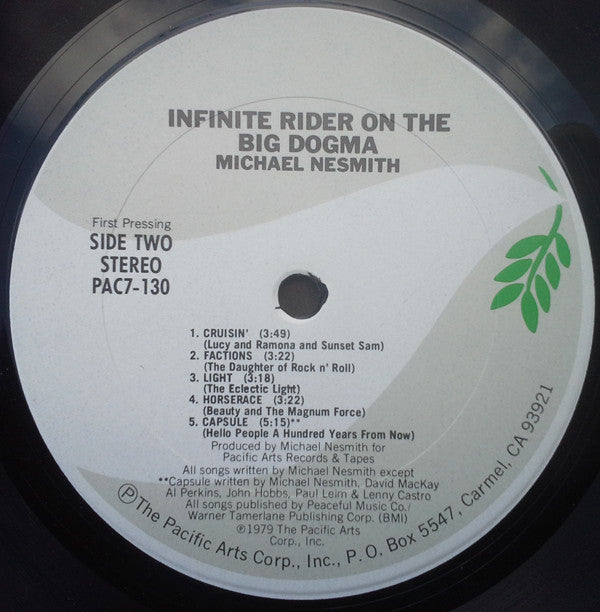 INFINITE RIDER ON THE
BIG DOGMA
MICHAEL NESMITH
First Pressing
SIDE TWO
STEREO
PAC7-130
1. CRUISIN' (3:49)
(Lucy and Ramona and Sunset Sam)
2. FACTIONS (3:22)
(The Daughter of Rock n' Roll)
3. LIGHT (3:18)
(The Eclectic Light)
4. HORSERACE (3:22)
(Beauty and The Magnum Force)
5. CAPSULE (5:15)**
(Hello People A Hundred Years From Now)
Produced by Michael Nesmith for
Pacific Arts Records & Tapes
All songs written by Michael Nesmith except
**Capsule written by Michael Nesmith, David MacKay
Al Perkins, John Hobbs, Paul Leim & Lenny Castro
All songs published by Peaceful Music Co./
Warner Tamerlane Publishing Corp. (BMI)
℗1979 The Pacific Arts
Corp., Inc.
℗The Pacific Arts Corp., Inc., P. O. Box 5547, Carmel, CA 93921